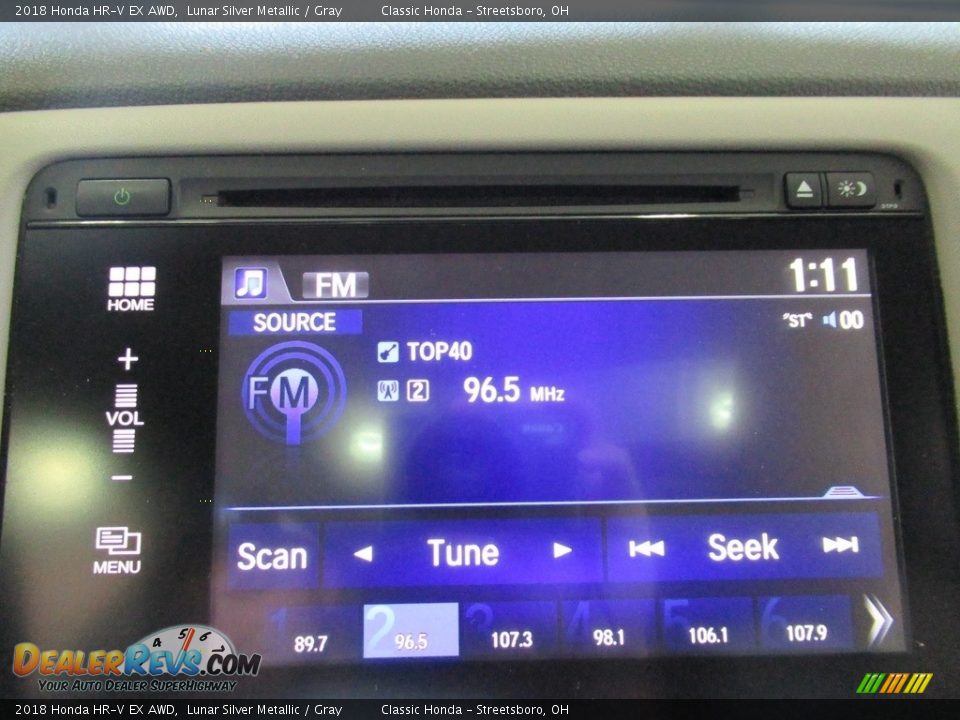 2018 Honda HR-V EX AWD,  Lunar Silver Metallic / Gray    Classic Honda - Streetsboro, OH
FM
1:11
HOME
SOURCE
"ST" 00
TOP40
FM
2 96.5 MHz
+
VOL
−
MENU
Scan
Tune
Seek
1 89.7
2 96.5
3 107.3
4 98.1
5 106.1
6 107.9
4 5 6
DEALERREVS.COM
YOUR AUTO DEALER SUPERHIGHWAY
2018 Honda HR-V EX AWD,  Lunar Silver Metallic / Gray    Classic Honda - Streetsboro, OH